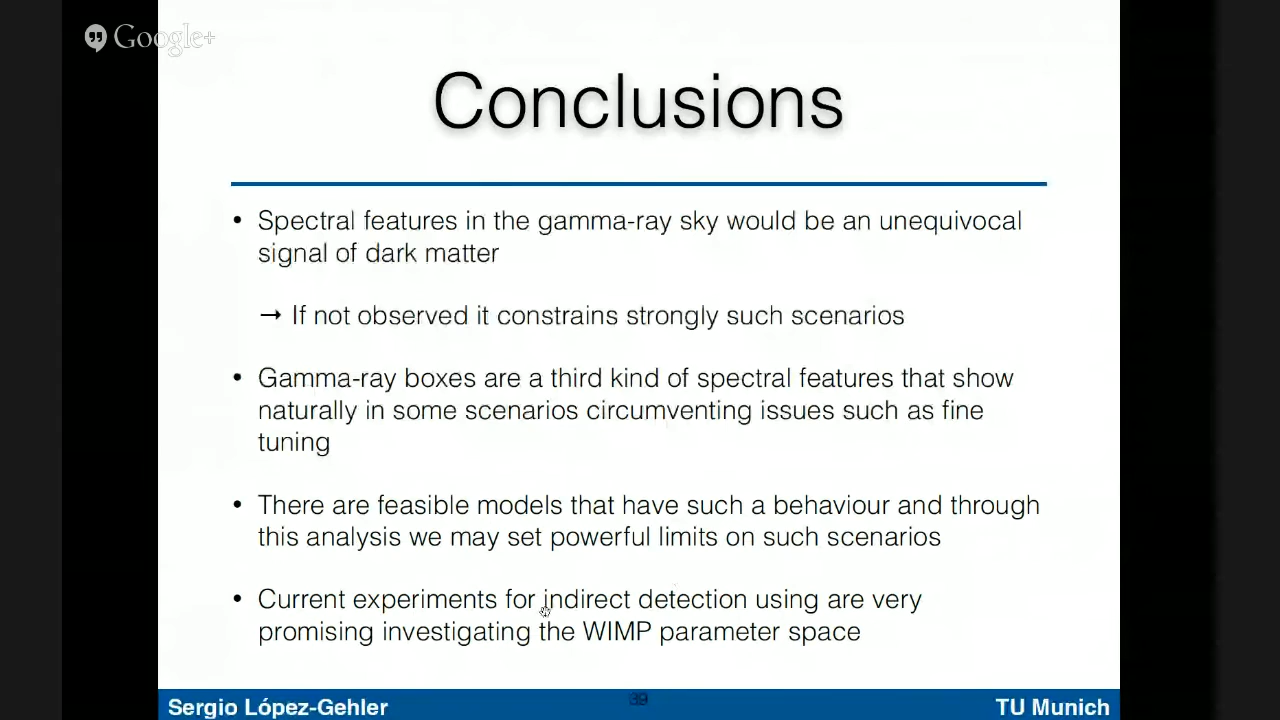 Google+
Conclusions
• Spectral features in the gamma-ray sky would be an unequivocal
signal of dark matter
→ If not observed it constrains strongly such scenarios
• Gamma-ray boxes are a third kind of spectral features that show
naturally in some scenarios circumventing issues such as fine
tuning
• There are feasible models that have such a behaviour and through
this analysis we may set powerful limits on such scenarios
• Current experiments for indirect detection using are very
promising investigating the WIMP parameter space
Sergio López-Gehler
39
TU Munich